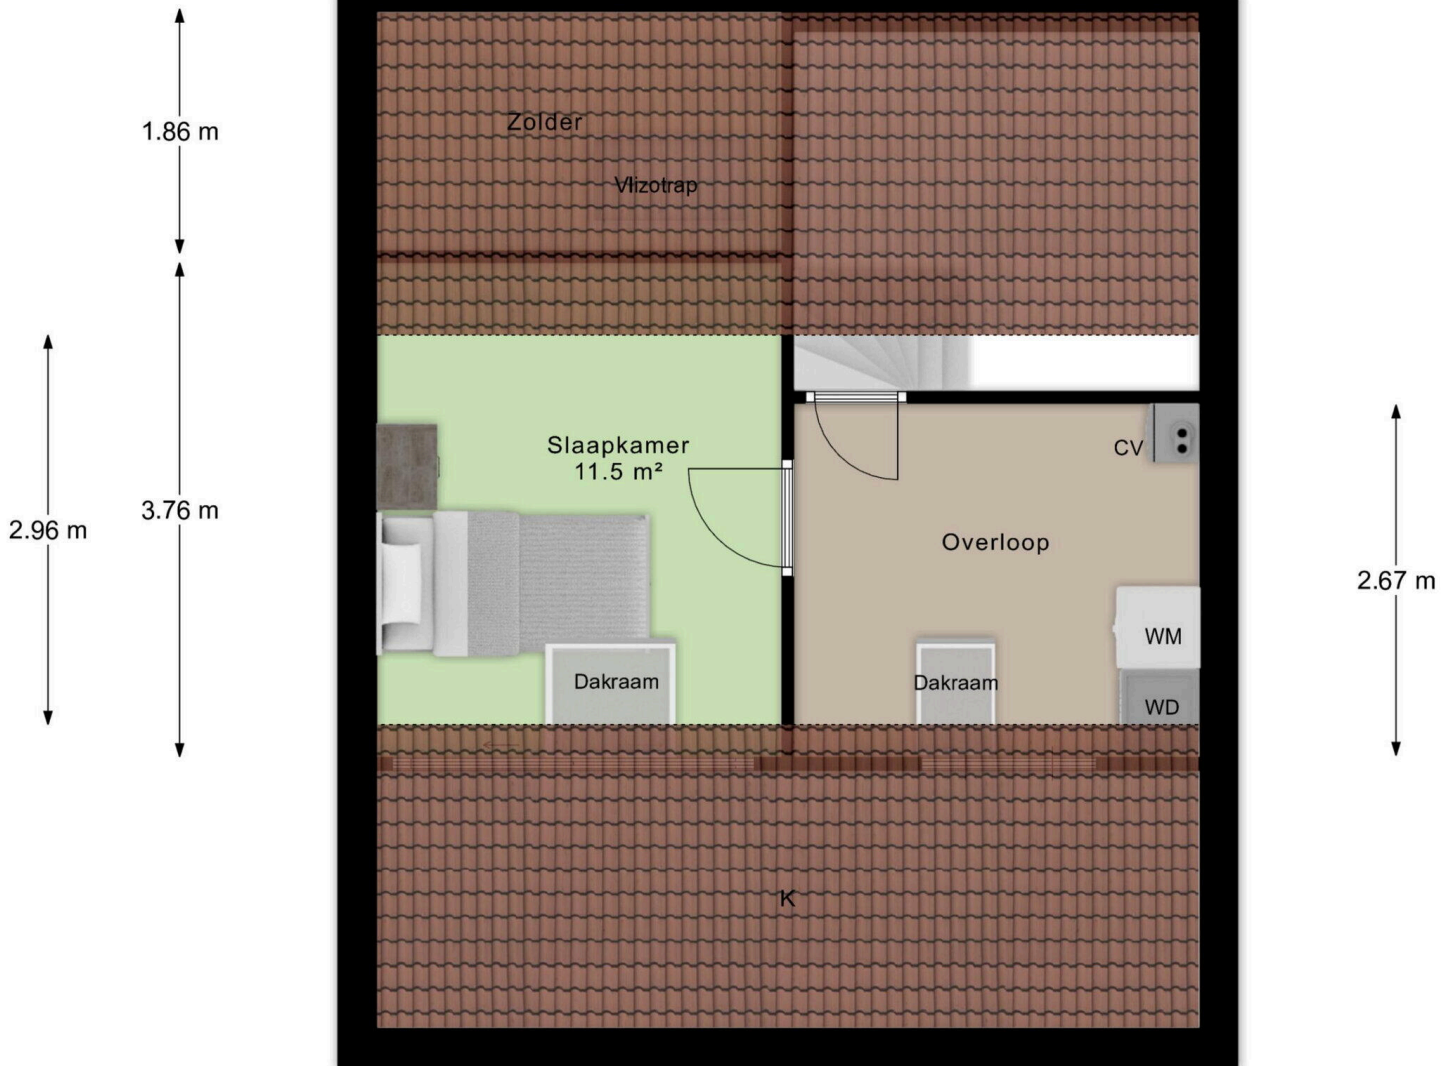 1.86 m
Zolder
Vlizotrap
Slaapkamer
11.5 m²
CV
3.76 m
2.96 m
Overloop
2.67 m
WM
Dakraam
Dakraam
WD
K